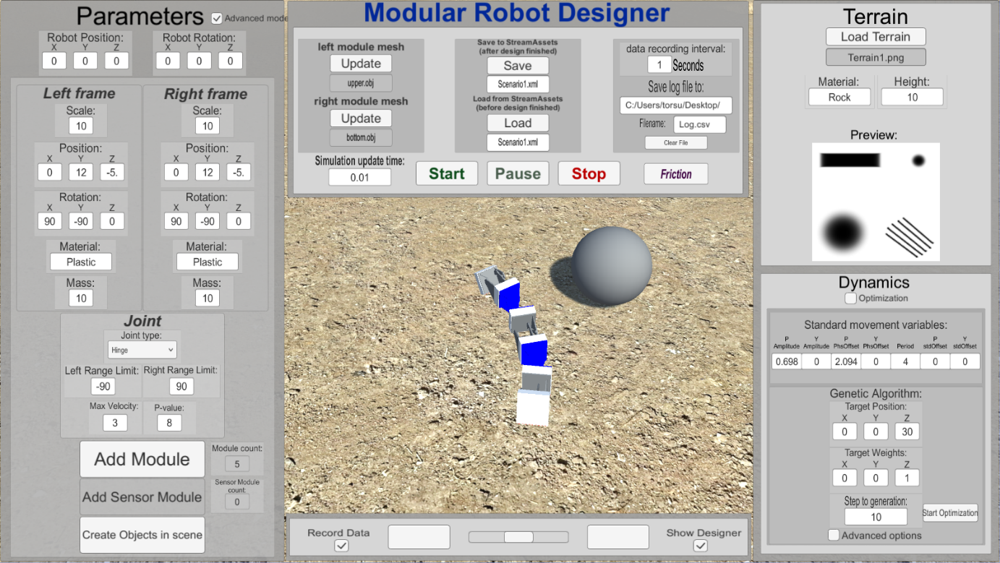 Parameters
Advanced mode
Robot Position:
X Y Z
0 0 0
Robot Rotation:
X Y Z
0 0 0
Left frame
Scale:
10
Position:
X Y Z
0 12 -5.
Rotation:
X Y Z
90 -90 0
Material:
Plastic
Mass:
10
Right frame
Scale:
10
Position:
X Y Z
0 12 -5.
Rotation:
X Y Z
90 -90 0
Material:
Plastic
Mass:
10
Joint
Joint type:
Hinge
Left Range Limit: Right Range Limit:
-90 90
Max Velocity: P-value:
3 8
Add Module
Module count:
5
Add Sensor Module
Sensor Module
count:
0
Create Objects in scene
Modular Robot Designer
left module mesh
Update
upper.obj
right module mesh
Update
bottom.obj
Save to StreamAssets
(after design finished)
Save
Scenario1.xml
Load from StreamAssets
(before design finished)
Load
Scenario1.xml
data recording interval:
1 Seconds
Save log file to:
C:/Users/torsu/Desktop/
Filename: Log.csv
Clear File
Simulation update time:
0.01
Start Pause Stop Friction
Record Data
Show Designer
Terrain
Load Terrain
Terrain1.png
Material: Height:
Rock 10
Preview:
Dynamics
Optimization
Standard movement variables:
P Y P Y P Y
Amplitude Amplitude PhsOffset PhsOffset Period stdOffset stdOffset
0.698 0 2.094 0 4 0 0
Genetic Algorithm:
Target Position:
X Y Z
0 0 30
Target Weights:
X Y Z
0 0 1
Step to generation:
10
Start Optimization
Advanced options